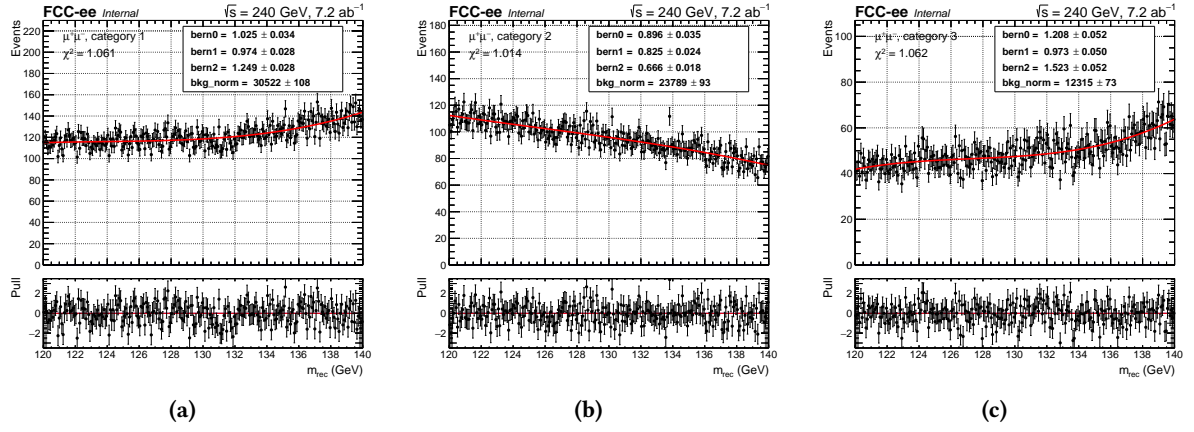 FCC-ee Internal √s = 240 GeV, 7.2 ab⁻¹
Events
μ⁺μ⁻, category 1
χ² = 1.061
bern0 = 1.025 ± 0.034
bern1 = 0.974 ± 0.028
bern2 = 1.249 ± 0.028
bkg_norm = 30522 ± 108
220
200
180
160
140
120
100
80
60
40
20
0
Pull
2
0
−2
120 122 124 126 128 130 132 134 136 138 140
m_rec (GeV)
(a)
FCC-ee Internal √s = 240 GeV, 7.2 ab⁻¹
Events
μ⁺μ⁻, category 2
χ² = 1.014
bern0 = 0.896 ± 0.035
bern1 = 0.825 ± 0.024
bern2 = 0.666 ± 0.018
bkg_norm = 23789 ± 93
180
160
140
120
100
80
60
40
20
0
Pull
2
0
−2
120 122 124 126 128 130 132 134 136 138 140
m_rec (GeV)
(b)
FCC-ee Internal √s = 240 GeV, 7.2 ab⁻¹
Events
μ⁺μ⁻, category 3
χ² = 1.062
bern0 = 1.208 ± 0.052
bern1 = 0.973 ± 0.050
bern2 = 1.523 ± 0.052
bkg_norm = 12315 ± 73
100
80
60
40
20
0
Pull
2
0
−2
120 122 124 126 128 130 132 134 136 138 140
m_rec (GeV)
(c)